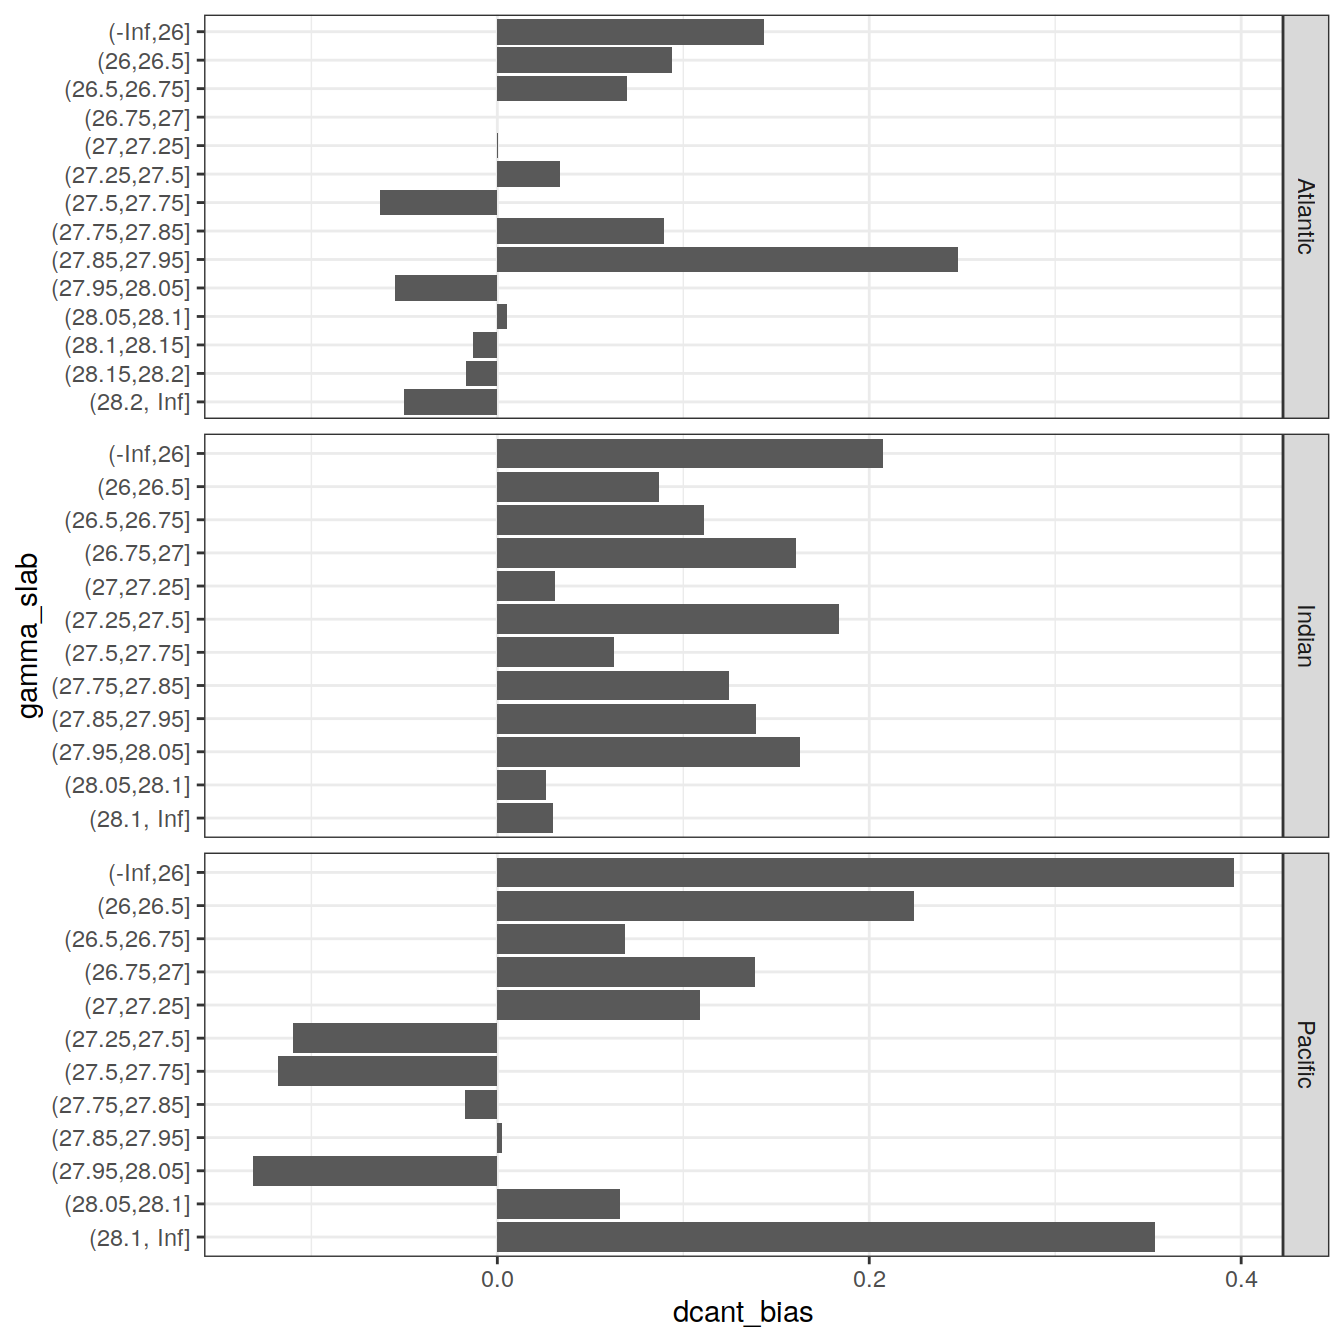 (-Inf,26]
(26,26.5]
(26.5,26.75]
(26.75,27]
(27,27.25]
(27.25,27.5]
(27.5,27.75]
(27.75,27.85]
(27.85,27.95]
(27.95,28.05]
(28.05,28.1]
(28.1,28.15]
(28.15,28.2]
(28.2, Inf]
Atlantic
(-Inf,26]
(26,26.5]
(26.5,26.75]
(26.75,27]
(27,27.25]
(27.25,27.5]
(27.5,27.75]
(27.75,27.85]
(27.85,27.95]
(27.95,28.05]
(28.05,28.1]
(28.1, Inf]
Indian
gamma_slab
(-Inf,26]
(26,26.5]
(26.5,26.75]
(26.75,27]
(27,27.25]
(27.25,27.5]
(27.5,27.75]
(27.75,27.85]
(27.85,27.95]
(27.95,28.05]
(28.05,28.1]
(28.1, Inf]
Pacific
0.0 0.2 0.4
dcant_bias